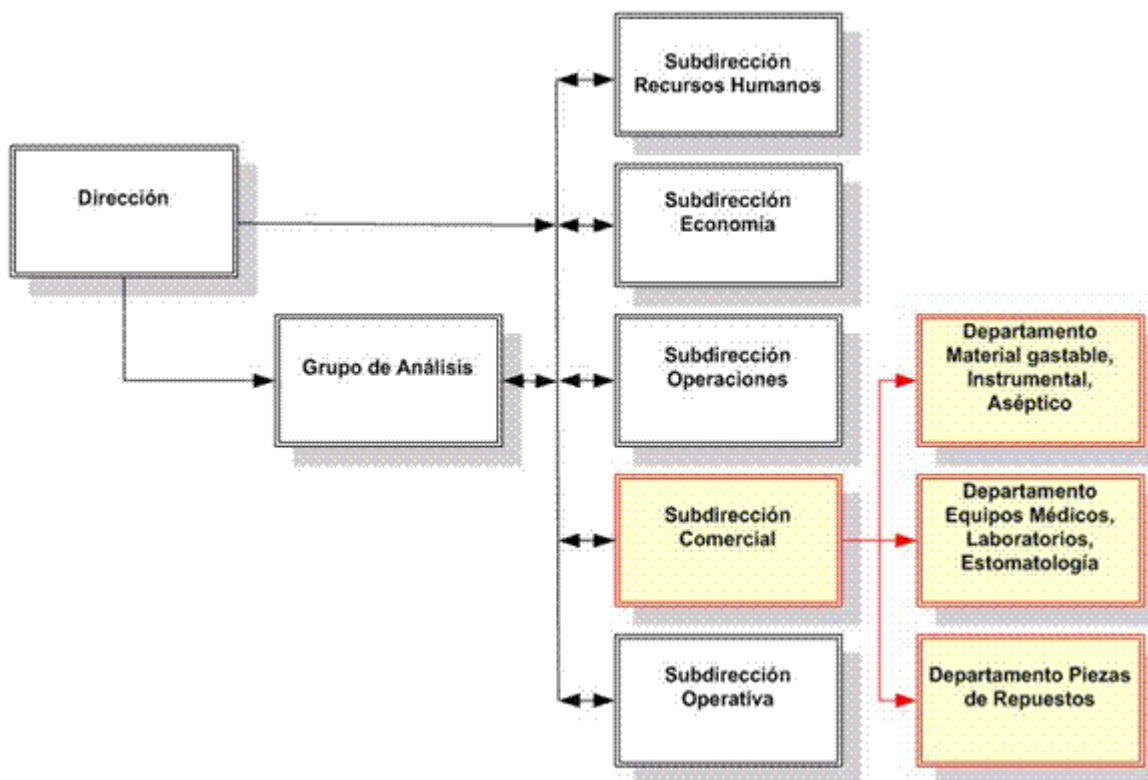 Subdirección
Recursos Humanos
Dirección
Subdirección
Economía
Grupo de Análisis
Subdirección
Operaciones
Departamento
Material gastable,
Instrumental,
Aséptico
Subdirección
Comercial
Departamento
Equipos Médicos,
Laboratorios,
Estomatología
Subdirección
Operativa
Departamento Piezas
de Repuestos